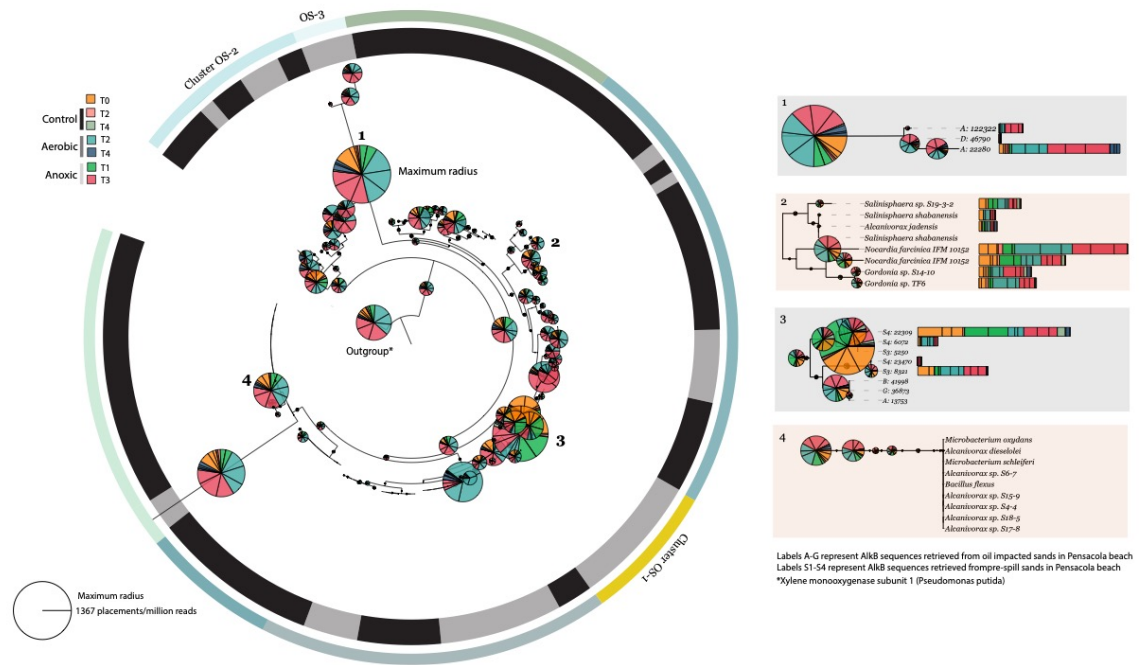 OS-3
Cluster OS-2
T0
T2
Control
T4
T2
Aerobic
T4
T1
Anoxic
T3
1
Maximum radius
2
Outgroup*
4
3
Cluster OS-1
Maximum radius
1367 placements/million reads
1
A: 122322
D: 46790
A: 22280
2
Salinisphaera sp. S19-3-2
Salinisphaera shabanensis
Alcanivorax jadensis
Salinisphaera shabanensis
Nocardia farcinica IFM 10152
Nocardia farcinica IFM 10152
Gordonia sp. S14-10
Gordonia sp. TF6
3
S4: 22309
S4: 6072
S3: 5250
S4: 23470
S3: 8321
B: 41998
G: 36873
A: 13753
4
Microbacterium oxydans
Alcanivorax dieselolei
Microbacterium schleiferi
Alcanivorax sp. S6-7
Bacillus flexus
Alcanivorax sp. S15-9
Alcanivorax sp. S4-4
Alcanivorax sp. S18-5
Alcanivorax sp. S17-8
Labels A-G represent AlkB sequences retrieved from oil impacted sands in Pensacola beach
Labels S1-S4 represent AlkB sequences retrieved frompre-spill sands in Pensacola beach
*Xylene monooxygenase subunit 1 (Pseudomonas putida)